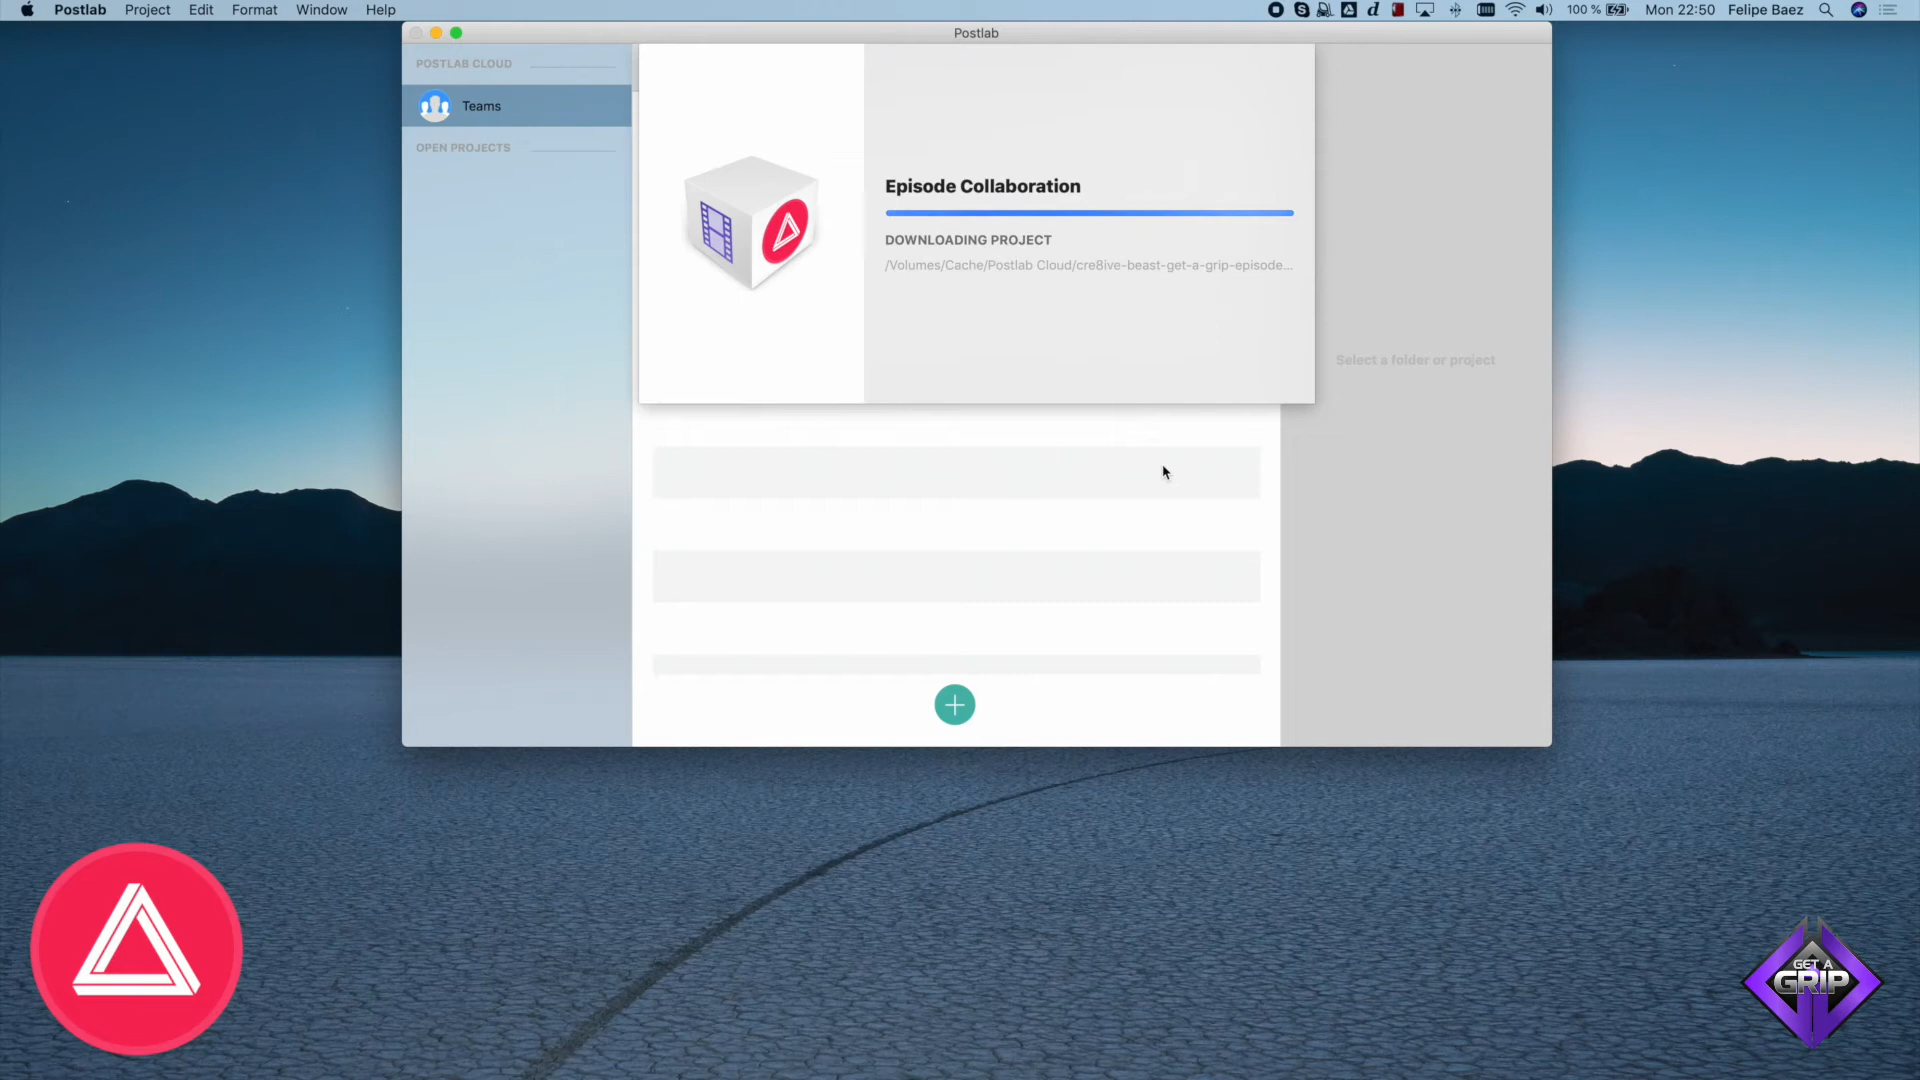 Postlab Project Edit Format Window Help
100 % Mon 22:50 Felipe Baez
Postlab
POSTLAB CLOUD
Teams
OPEN PROJECTS
Episode Collaboration
DOWNLOADING PROJECT
/Volumes/Cache/Postlab Cloud/cre8ive-beast-get-a-grip-episode...
Select a folder or project
GET A
GRIP